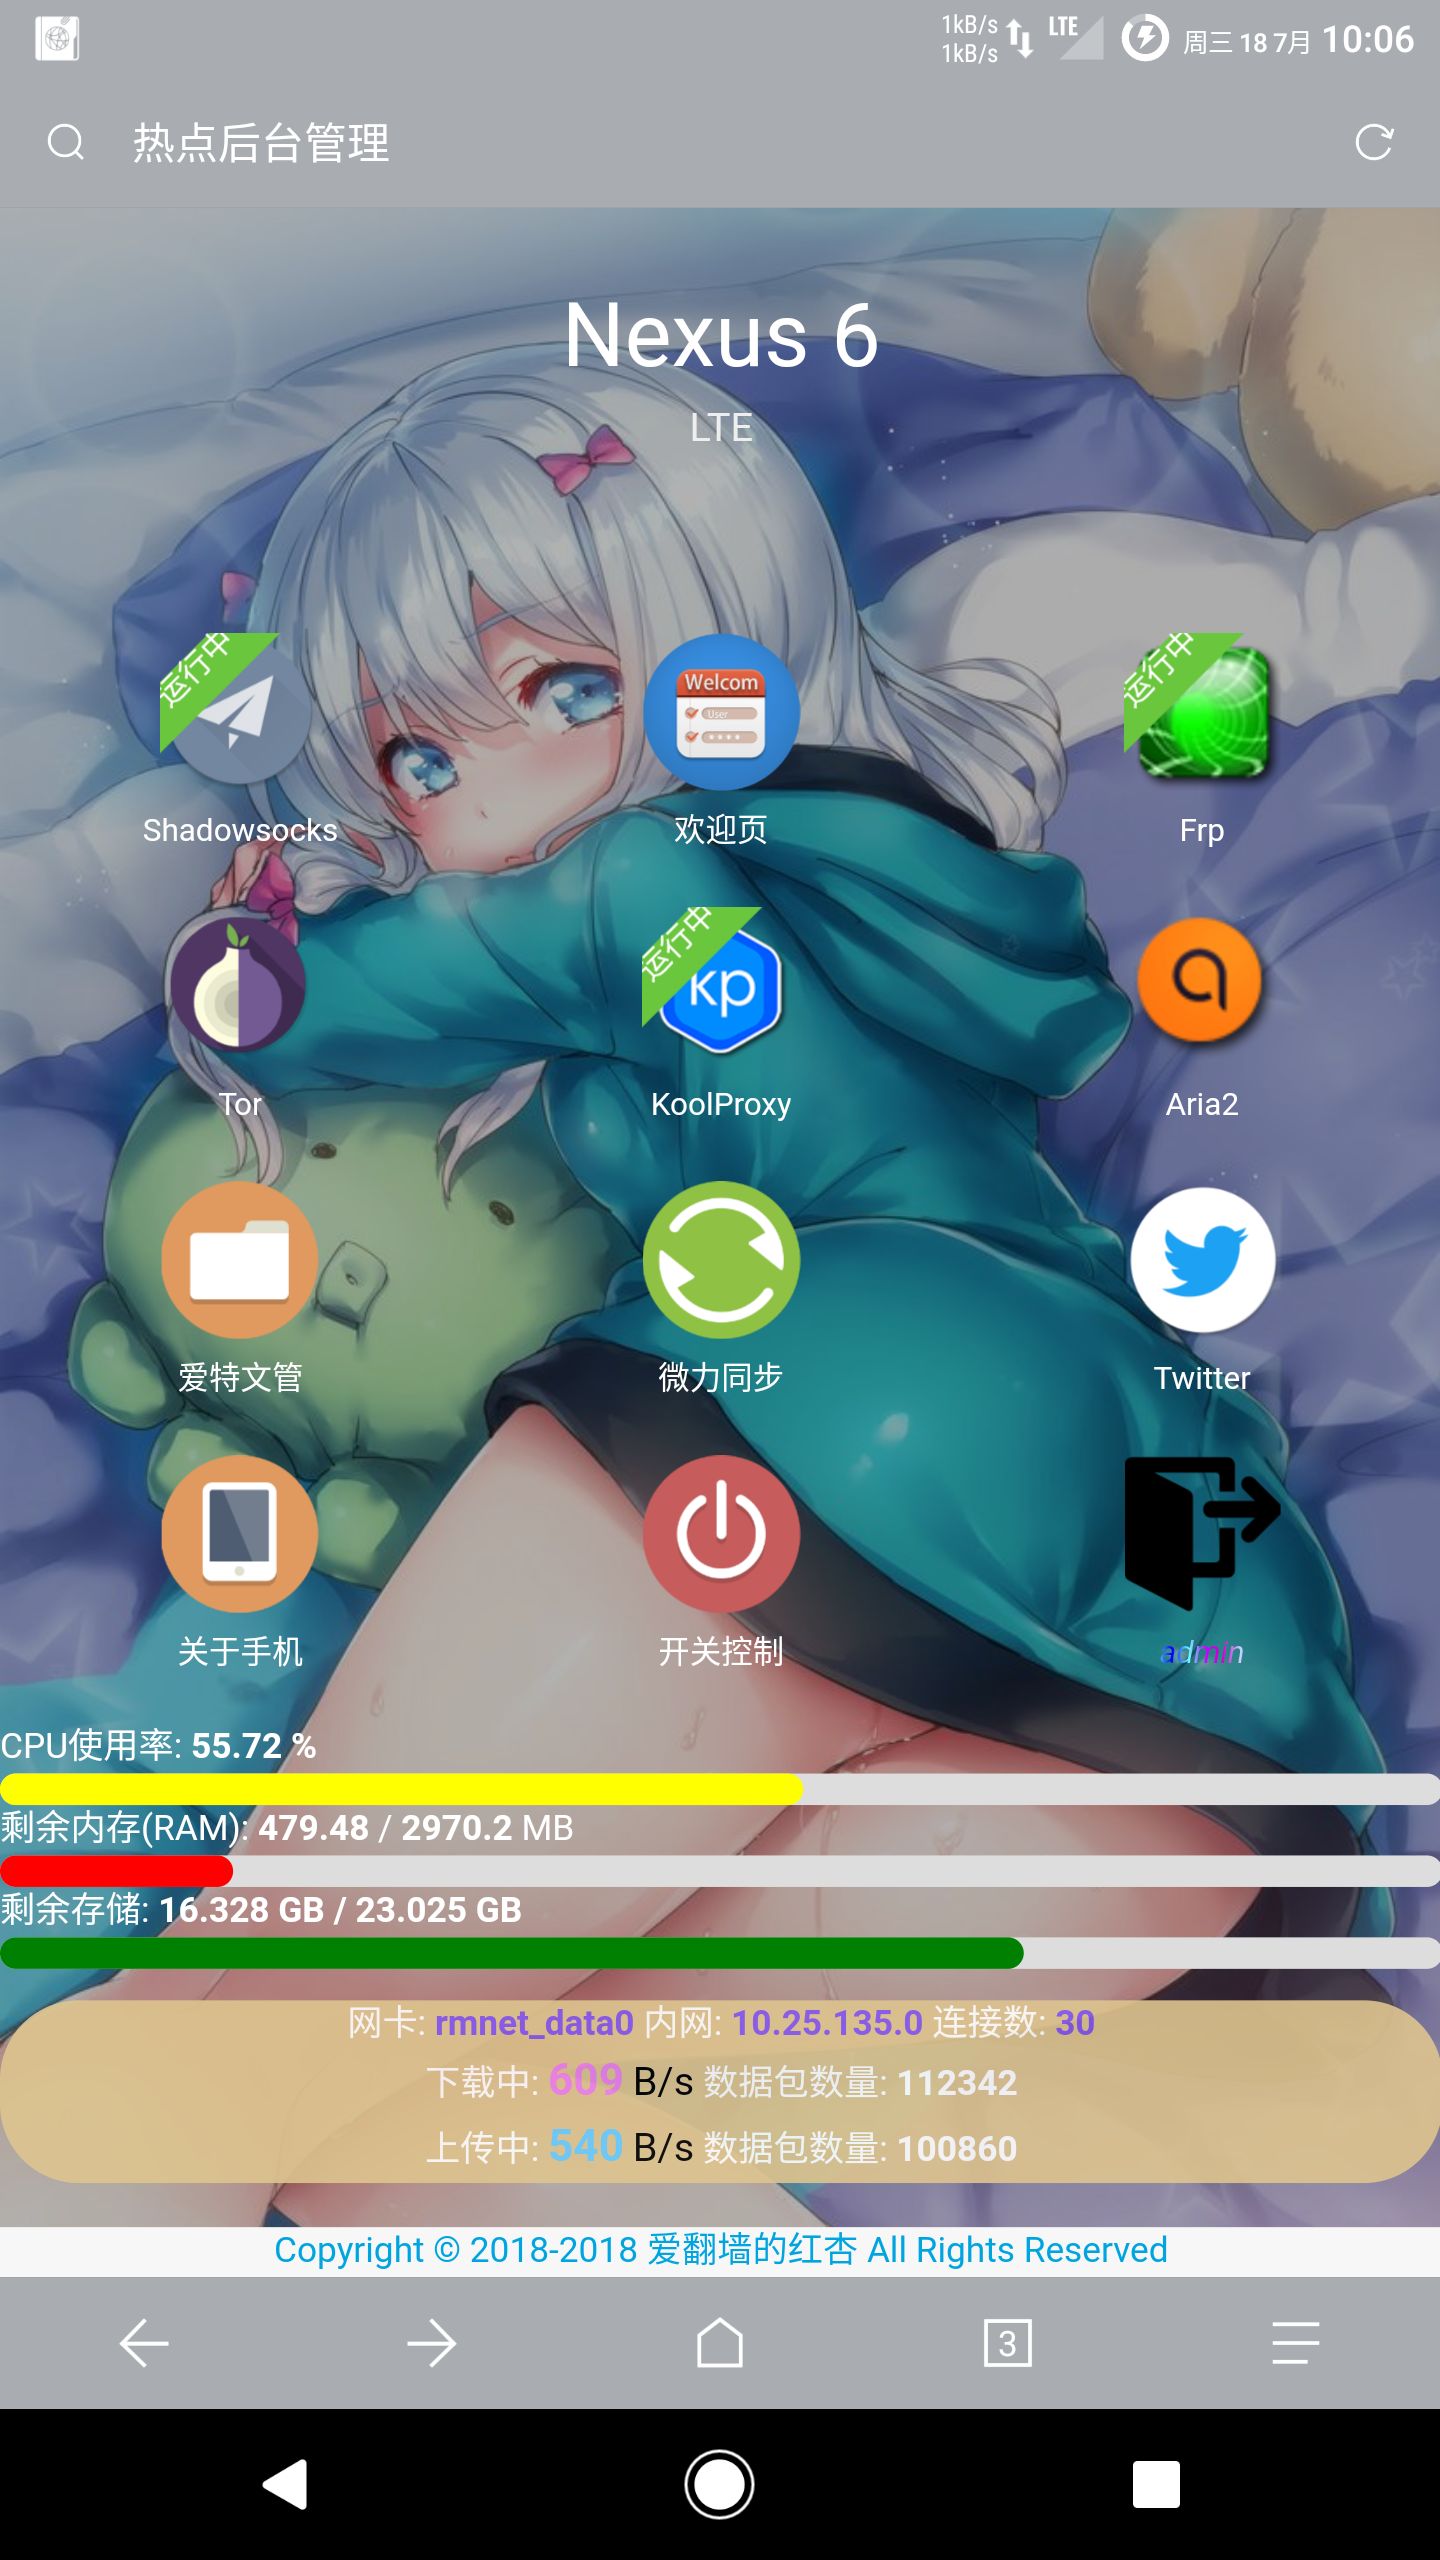 1kB/s
1kB/s
LTE
周三 18 7月 10:06
热点后台管理
Nexus 6
LTE
运行中
Welcom
User
运行中
Shadowsocks
欢迎页
Frp
运行中
kp
Tor
KoolProxy
Aria2
爱特文管
微力同步
Twitter
关于手机
开关控制
admin
CPU使用率: 55.72 %
剩余内存(RAM): 479.48 / 2970.2 MB
剩余存储: 16.328 GB / 23.025 GB
网卡: rmnet_data0 内网: 10.25.135.0 连接数: 30
下载中: 609 B/s 数据包数量: 112342
上传中: 540 B/s 数据包数量: 100860
Copyright © 2018-2018 爱翻墙的红杏 All Rights Reserved
3